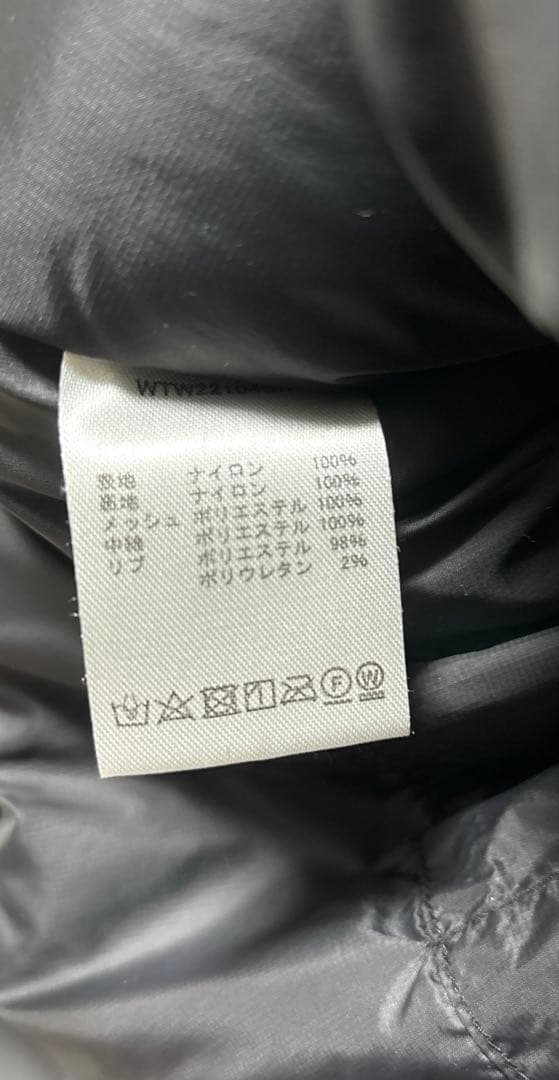 表地 ナイロン 100%
裏地 ナイロン 100%
メッシュ ポリエステル 100%
中綿 ポリエステル 100%
リブ ポリエステル 98%
ポリウレタン 2%
F W